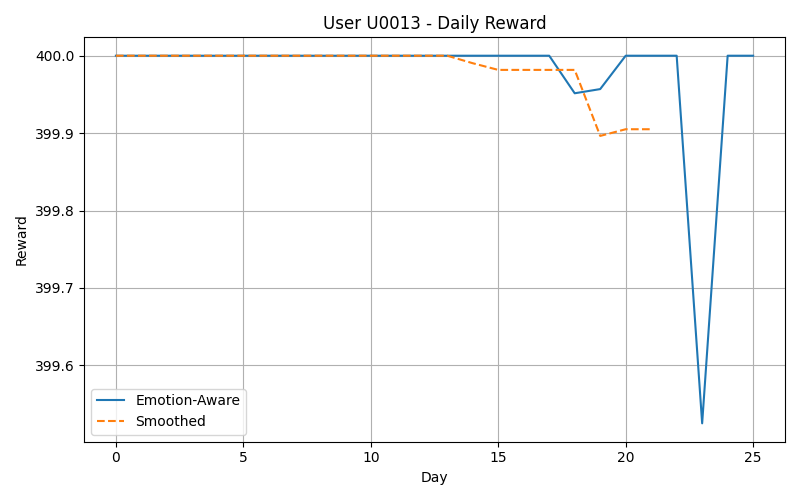 User U0013 - Daily Reward
400.0
399.9
399.8
399.7
399.6
Reward
Emotion-Aware
Smoothed
0 5 10 15 20 25
Day